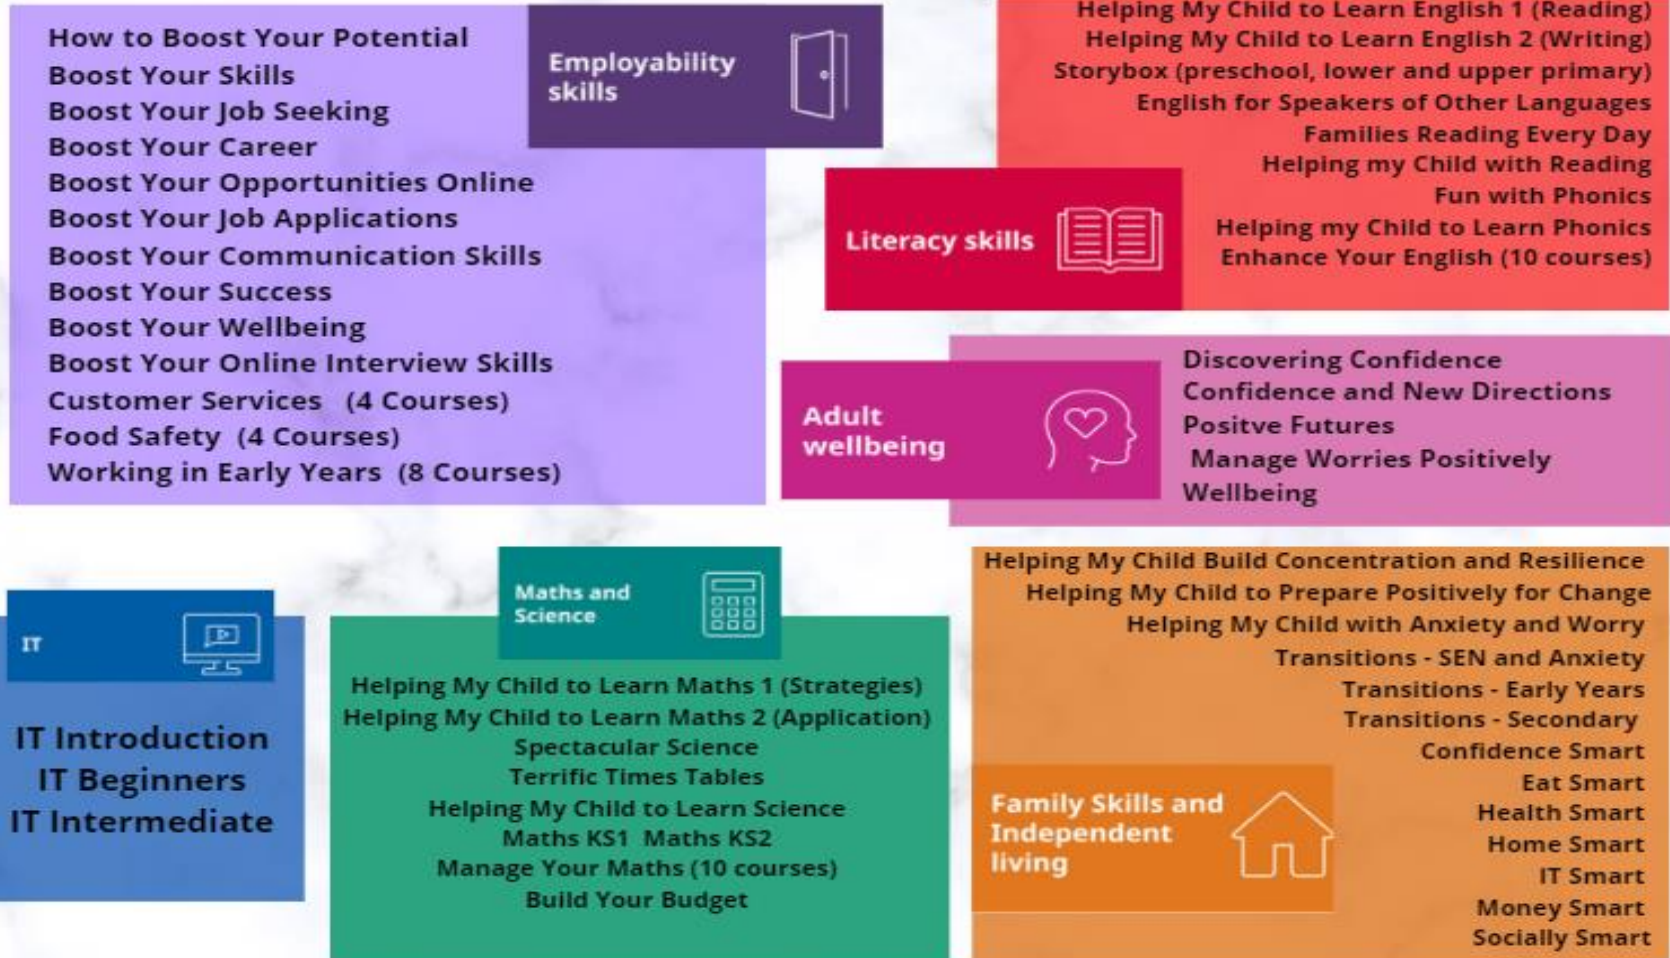 How to Boost Your Potential
Boost Your Skills
Boost Your Job Seeking
Boost Your Career
Boost Your Opportunities Online
Boost Your Job Applications
Boost Your Communication Skills
Boost Your Success
Boost Your Wellbeing
Boost Your Online Interview Skills
Customer Services (4 Courses)
Food Safety (4 Courses)
Working in Early Years (8 Courses)
Employability
skills
Helping My Child to Learn English 1 (Reading)
Helping My Child to Learn English 2 (Writing)
Storybox (preschool, lower and upper primary)
English for Speakers of Other Languages
Families Reading Every Day
Helping my Child with Reading
Fun with Phonics
Helping my Child to Learn Phonics
Enhance Your English (10 courses)
Literacy skills
Adult
wellbeing
Discovering Confidence
Confidence and New Directions
Positve Futures
Manage Worries Positively
Wellbeing
IT
IT Introduction
IT Beginners
IT Intermediate
Maths and
Science
Helping My Child to Learn Maths 1 (Strategies)
Helping My Child to Learn Maths 2 (Application)
Spectacular Science
Terrific Times Tables
Helping My Child to Learn Science
Maths KS1 Maths KS2
Manage Your Maths (10 courses)
Build Your Budget
Helping My Child Build Concentration and Resilience
Helping My Child to Prepare Positively for Change
Helping My Child with Anxiety and Worry
Transitions - SEN and Anxiety
Transitions - Early Years
Transitions - Secondary
Confidence Smart
Eat Smart
Health Smart
Home Smart
IT Smart
Money Smart
Socially Smart
Family Skills and
Independent
living